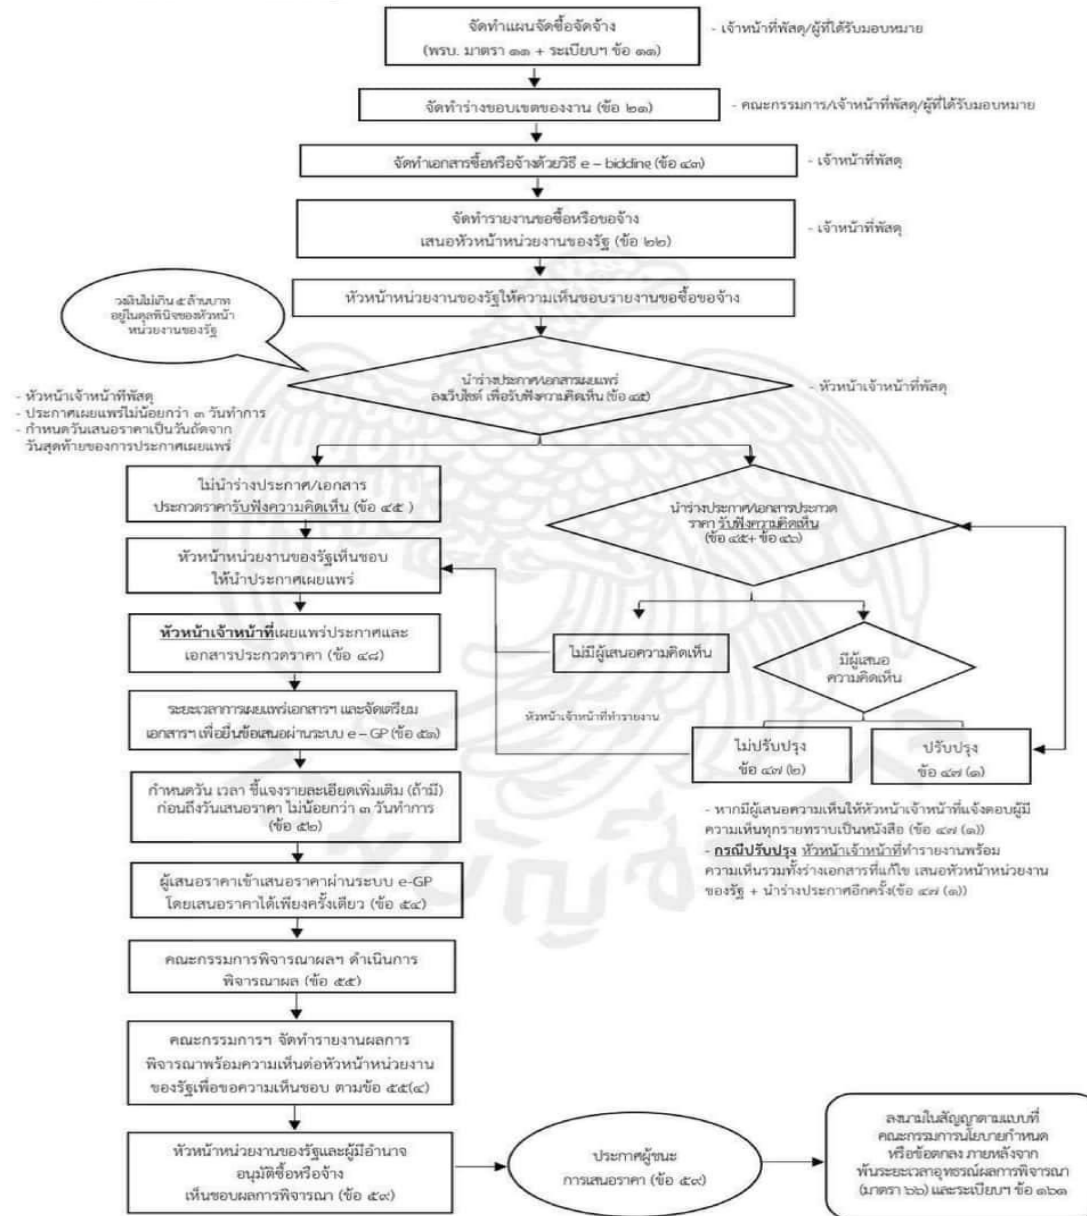 จัดทำแผนจัดซื้อจัดจ้าง
(พรบ. มาตรา ๑๑ + ระเบียบฯ ข้อ ๑๑)
- เจ้าหน้าที่พัสดุ/ผู้ที่ได้รับมอบหมาย
จัดทำร่างขอบเขตของงาน (ข้อ ๒๑)
- คณะกรรมการ/เจ้าหน้าที่พัสดุ/ผู้ที่ได้รับมอบหมาย
จัดทำเอกสารซื้อหรือจ้างด้วยวิธี e – bidding (ข้อ ๔๓)
- เจ้าหน้าที่พัสดุ
จัดทำรายงานขอซื้อหรือขอจ้าง
เสนอหัวหน้าหน่วยงานของรัฐ (ข้อ ๒๒)
- เจ้าหน้าที่พัสดุ
หัวหน้าหน่วยงานของรัฐให้ความเห็นชอบรายงานขอซื้อขอจ้าง
วงเงินไม่เกิน ๕ ล้านบาท
อยู่ในดุลพินิจของหัวหน้า
หน่วยงานของรัฐ
นำร่างประกาศ/เอกสารเผยแพร่
ลงเว็บไซต์ เพื่อรับฟังความคิดเห็น (ข้อ ๔๕)
- หัวหน้าเจ้าหน้าที่พัสดุ
- หัวหน้าเจ้าหน้าที่พัสดุ
- ประกาศเผยแพร่ไม่น้อยกว่า ๓ วันทำการ
- กำหนดวันเสนอราคาเป็นวันถัดจาก
วันสุดท้ายของการประกาศเผยแพร่
ไม่นำร่างประกาศ/เอกสาร
ประกวดราคารับฟังความคิดเห็น (ข้อ ๔๕ )
นำร่างประกาศ/เอกสารประกวด
ราคา รับฟังความคิดเห็น
(ข้อ ๔๕+ ข้อ ๔๖)
หัวหน้าหน่วยงานของรัฐเห็นชอบ
ให้นำประกาศเผยแพร่
หัวหน้าเจ้าหน้าที่เผยแพร่ประกาศและ
เอกสารประกวดราคา (ข้อ ๔๘)
ไม่มีผู้เสนอความคิดเห็น
มีผู้เสนอ
ความคิดเห็น
ระยะเวลาการเผยแพร่เอกสารฯ และจัดเตรียม
เอกสารฯ เพื่อยื่นข้อเสนอผ่านระบบ e – GP (ข้อ ๕๑)
หัวหน้าเจ้าหน้าที่ทำรายงาน
ไม่ปรับปรุง
ข้อ ๔๗ (๒)
ปรับปรุง
ข้อ ๔๗ (๑)
กำหนดวัน เวลา ชี้แจงรายละเอียดเพิ่มเติม (ถ้ามี)
ก่อนถึงวันเสนอราคา ไม่น้อยกว่า ๓ วันทำการ
(ข้อ ๕๒)
- หากมีผู้เสนอความเห็นให้หัวหน้าเจ้าหน้าที่แจ้งตอบผู้มี
ความเห็นทุกรายทราบเป็นหนังสือ (ข้อ ๔๗ (๑))
- กรณีปรับปรุง หัวหน้าเจ้าหน้าที่ทำรายงานพร้อม
ความเห็นรวมทั้งร่างเอกสารที่แก้ไข เสนอหัวหน้าหน่วยงาน
ของรัฐ + นำร่างประกาศอีกครั้ง(ข้อ ๔๗ (๑))
ผู้เสนอราคาเข้าเสนอราคาผ่านระบบ e-GP
โดยเสนอราคาได้เพียงครั้งเดียว (ข้อ ๕๔)
คณะกรรมการพิจารณาผลฯ ดำเนินการ
พิจารณาผล (ข้อ ๕๕)
คณะกรรมการฯ จัดทำรายงานผลการ
พิจารณาพร้อมความเห็นต่อหัวหน้าหน่วยงาน
ของรัฐเพื่อขอความเห็นชอบ ตามข้อ ๕๕(๔)
หัวหน้าหน่วยงานของรัฐและผู้มีอำนาจ
อนุมัติซื้อหรือจ้าง
เห็นชอบผลการพิจารณา (ข้อ ๕๙)
ประกาศผู้ชนะ
การเสนอราคา (ข้อ ๕๙)
ลงนามในสัญญาตามแบบที่
คณะกรรมการนโยบายกำหนด
หรือข้อตกลง ภายหลังจาก
พ้นระยะเวลาอุทธรณ์ผลการพิจารณา
(มาตรา ๖๖) และระเบียบฯ ข้อ ๑๖๑